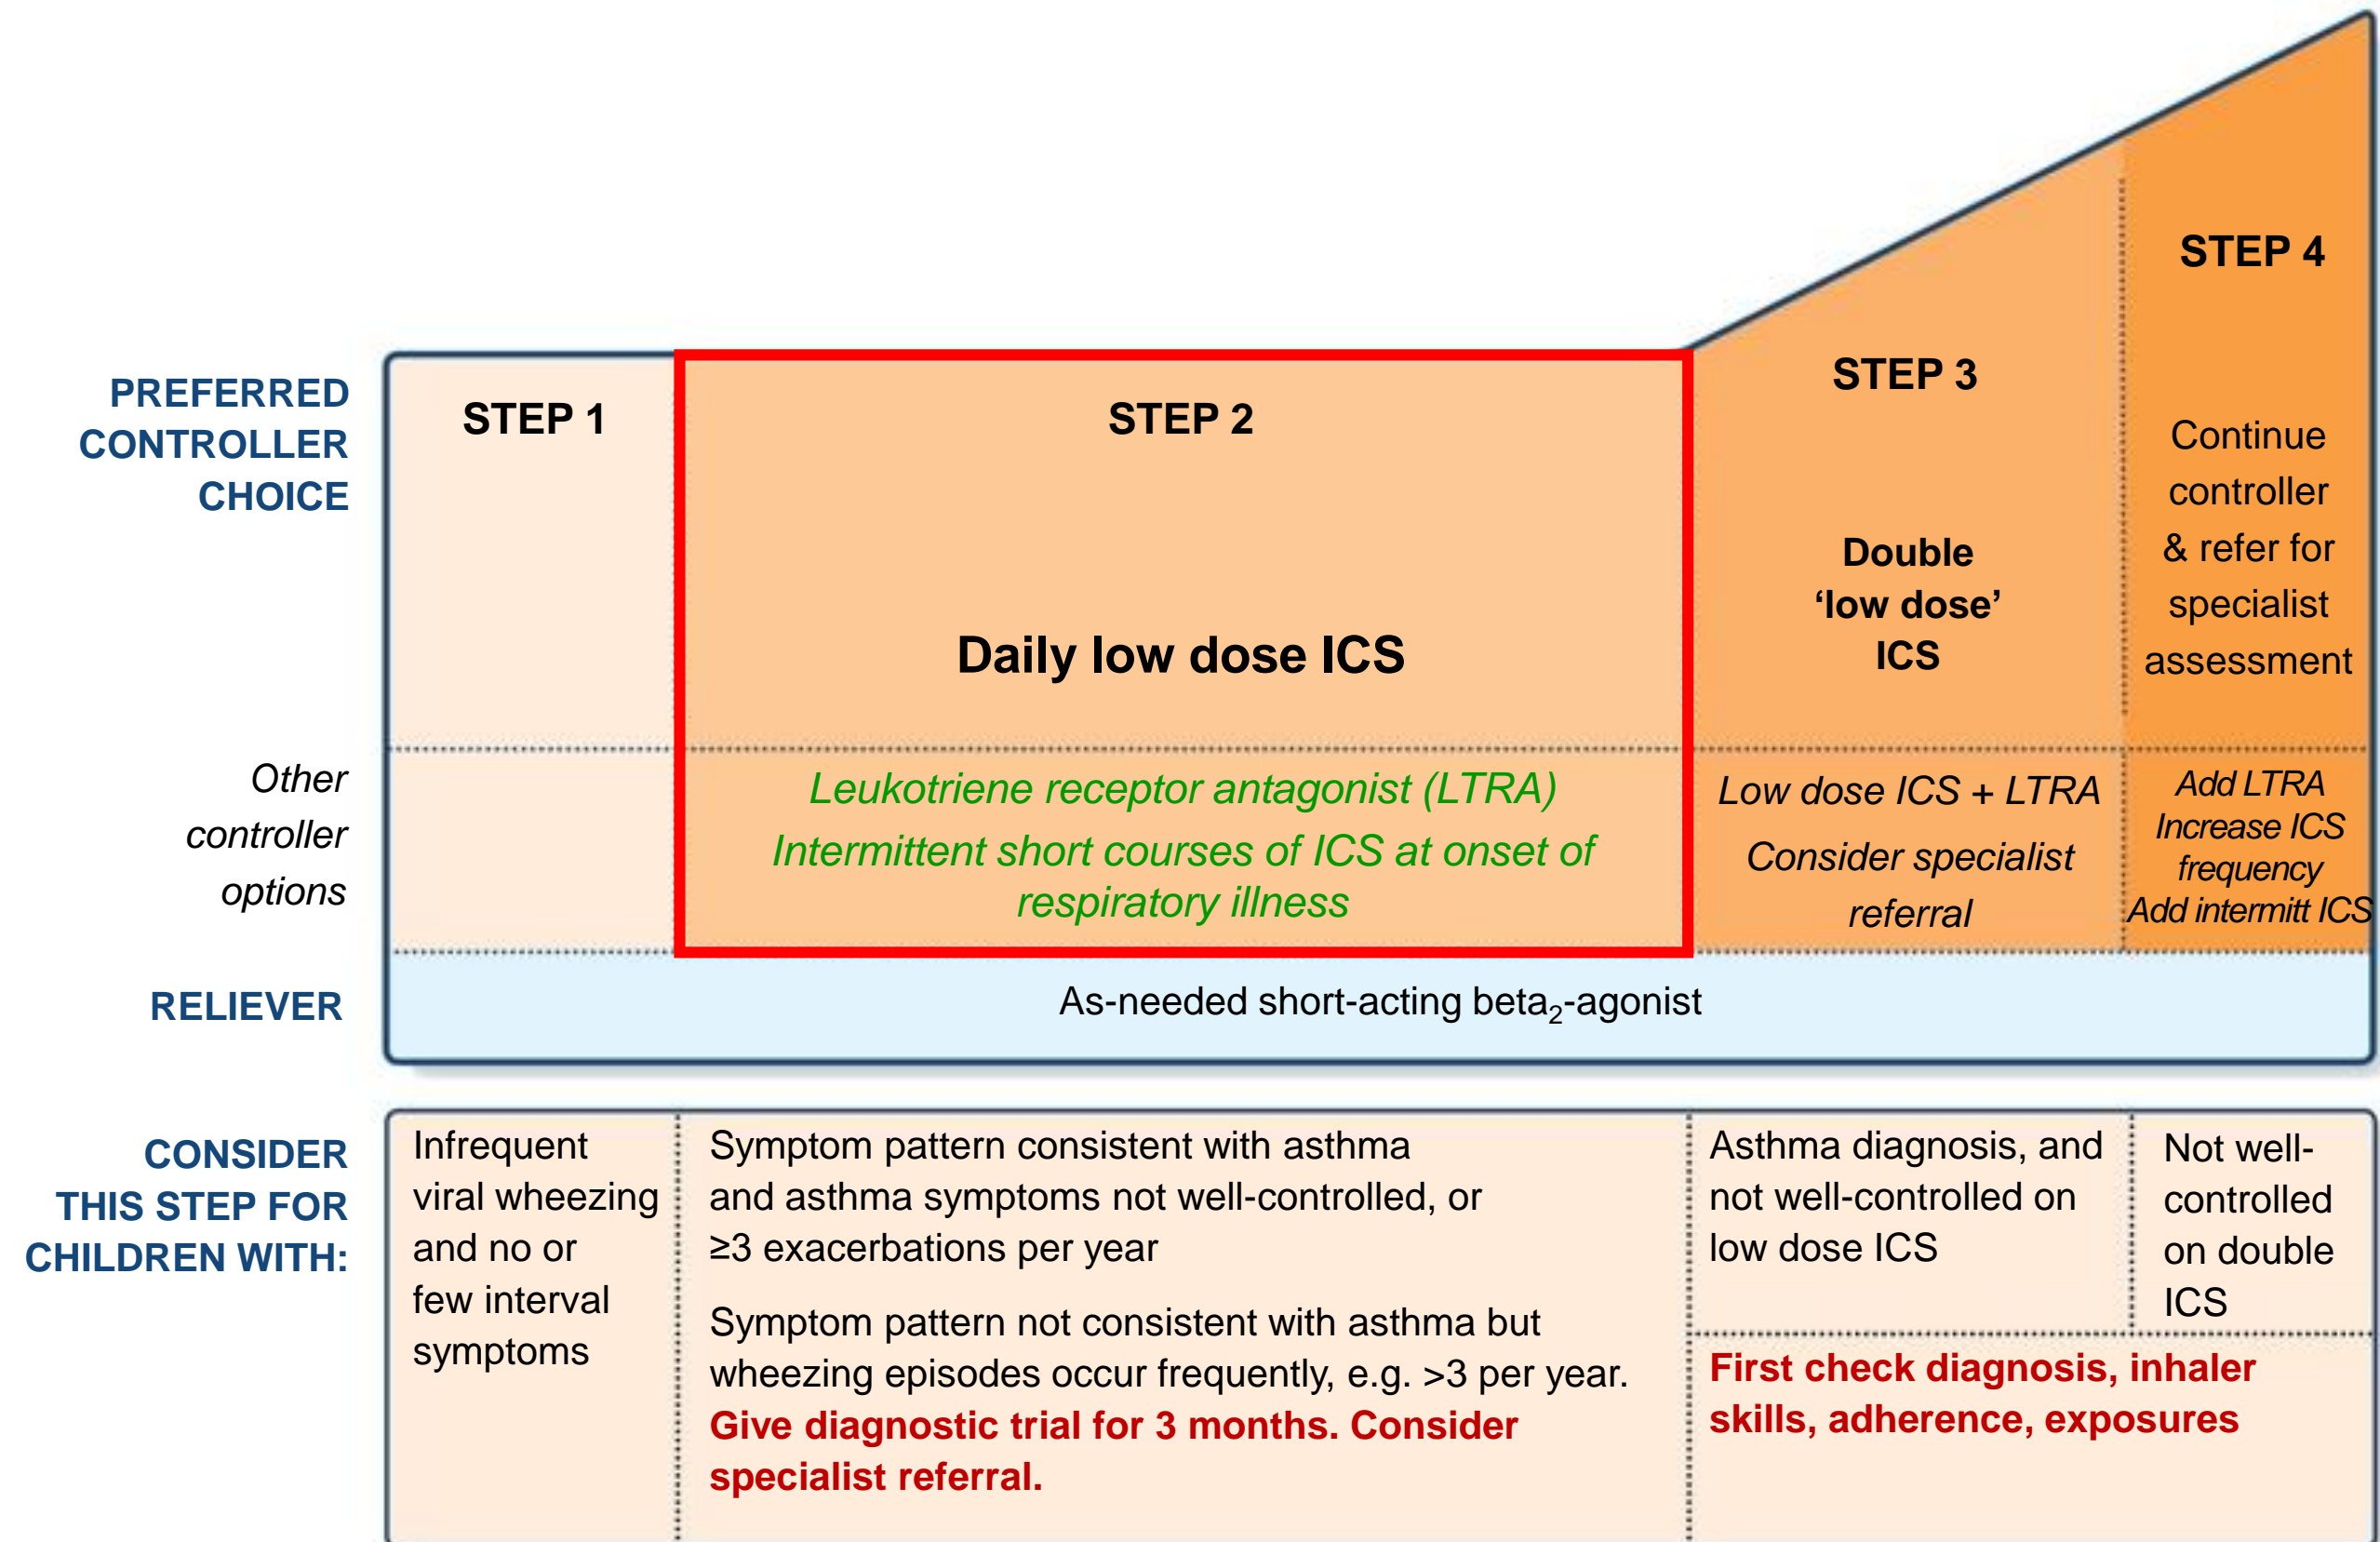 PREFERRED
CONTROLLER
CHOICE
STEP 1
STEP 2
Daily low dose ICS
STEP 3
Double
‘low dose’
ICS
STEP 4
Continue
controller
& refer for
specialist
assessment
Other
controller
options
Leukotriene receptor antagonist (LTRA)
Intermittent short courses of ICS at onset of
respiratory illness
Low dose ICS + LTRA
Consider specialist
referral
Add LTRA
Increase ICS
frequency
Add intermitt ICS
RELIEVER
As-needed short-acting beta₂-agonist
CONSIDER
THIS STEP FOR
CHILDREN WITH:
Infrequent
viral wheezing
and no or
few interval
symptoms
Symptom pattern consistent with asthma
and asthma symptoms not well-controlled, or
≥3 exacerbations per year
Symptom pattern not consistent with asthma but
wheezing episodes occur frequently, e.g. >3 per year.
Give diagnostic trial for 3 months. Consider
specialist referral.
Asthma diagnosis, and
not well-controlled on
low dose ICS
Not well-
controlled
on double
ICS
First check diagnosis, inhaler
skills, adherence, exposures